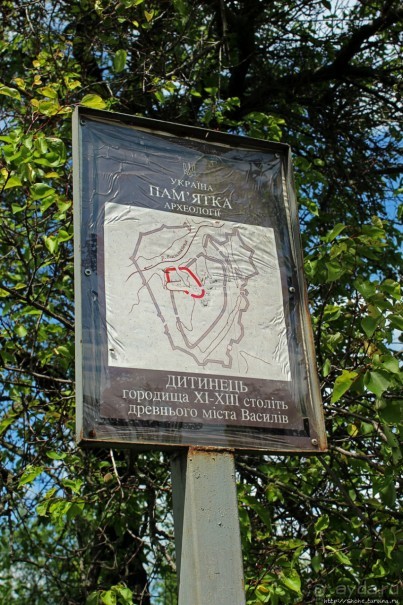 УКРАЇНА
ПАМ'ЯТКА
АРХЕОЛОГІЇ
ДИТИНЕЦЬ
городища XI-XIII століть
древнього міста Василів